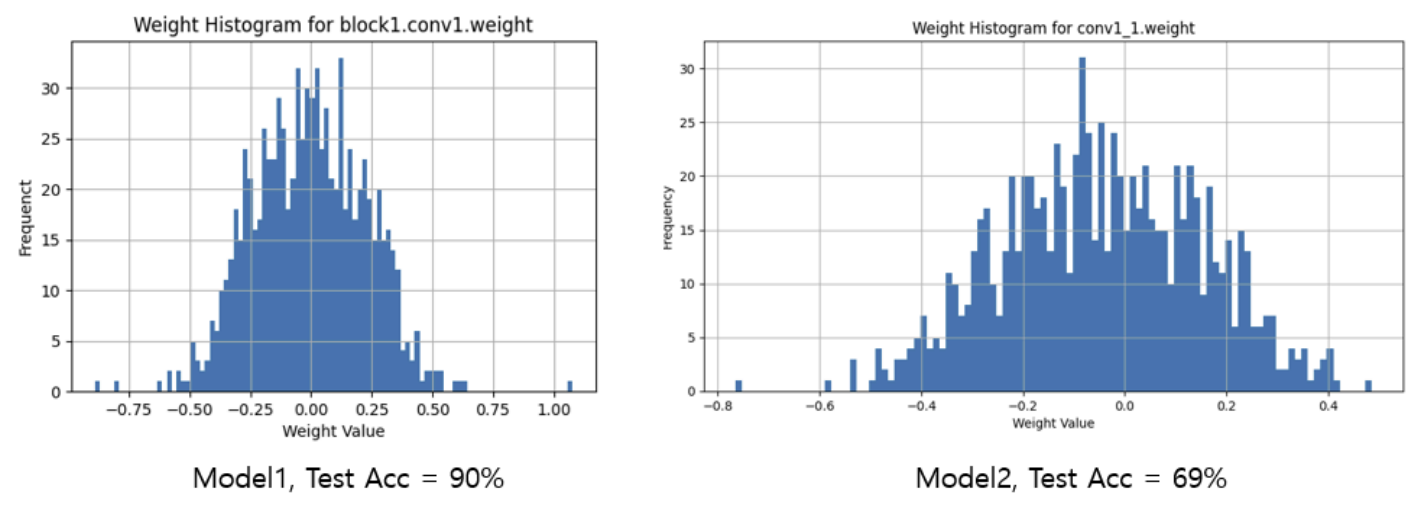 Weight Histogram for block1.conv1.weight
30
25
20
15
10
5
0
Frequenct
−0.75 −0.50 −0.25 0.00 0.25 0.50 0.75 1.00
Weight Value
Model1, Test Acc = 90%
Weight Histogram for conv1_1.weight
30
25
20
15
10
5
0
Frequency
−0.8 −0.6 −0.4 −0.2 0.0 0.2 0.4
Weight Value
Model2, Test Acc = 69%